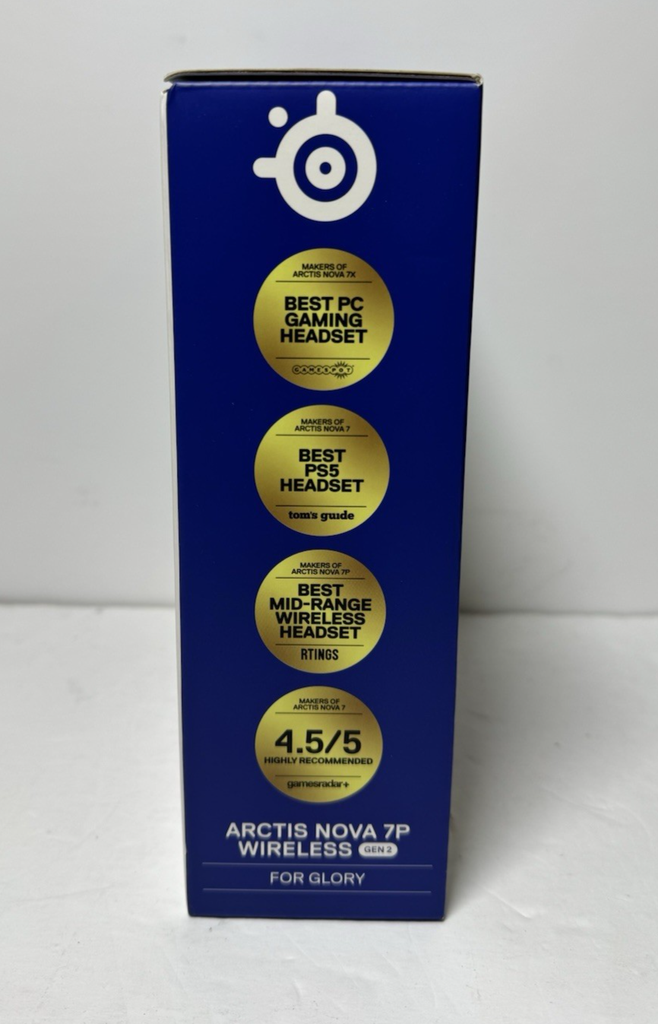 MAKERS OF
ARCTIS NOVA 7X
BEST PC
GAMING
HEADSET
GAMESPOT
MAKERS OF
ARCTIS NOVA 7
BEST
PS5
HEADSET
tom's guide
MAKERS OF
ARCTIS NOVA 7P
BEST
MID-RANGE
WIRELESS
HEADSET
RTINGS
MAKERS OF
ARCTIS NOVA 7
4.5/5
HIGHLY RECOMMENDED
gamesradar+
ARCTIS NOVA 7P
WIRELESS GEN 2
FOR GLORY